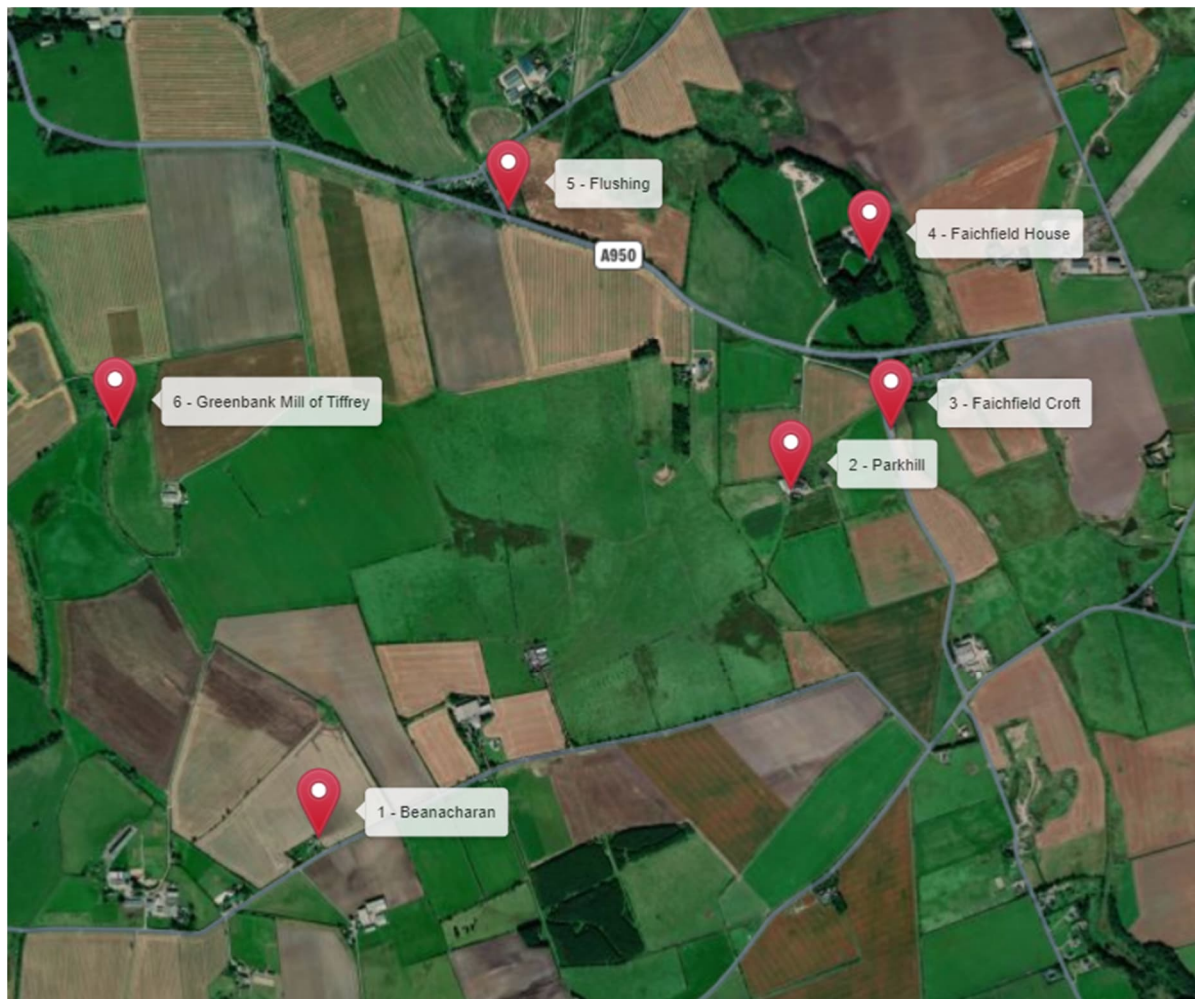 5 - Flushing
4 - Faichfield House
A950
6 - Greenbank Mill of Tiffrey
3 - Faichfield Croft
2 - Parkhill
1 - Beanacharan